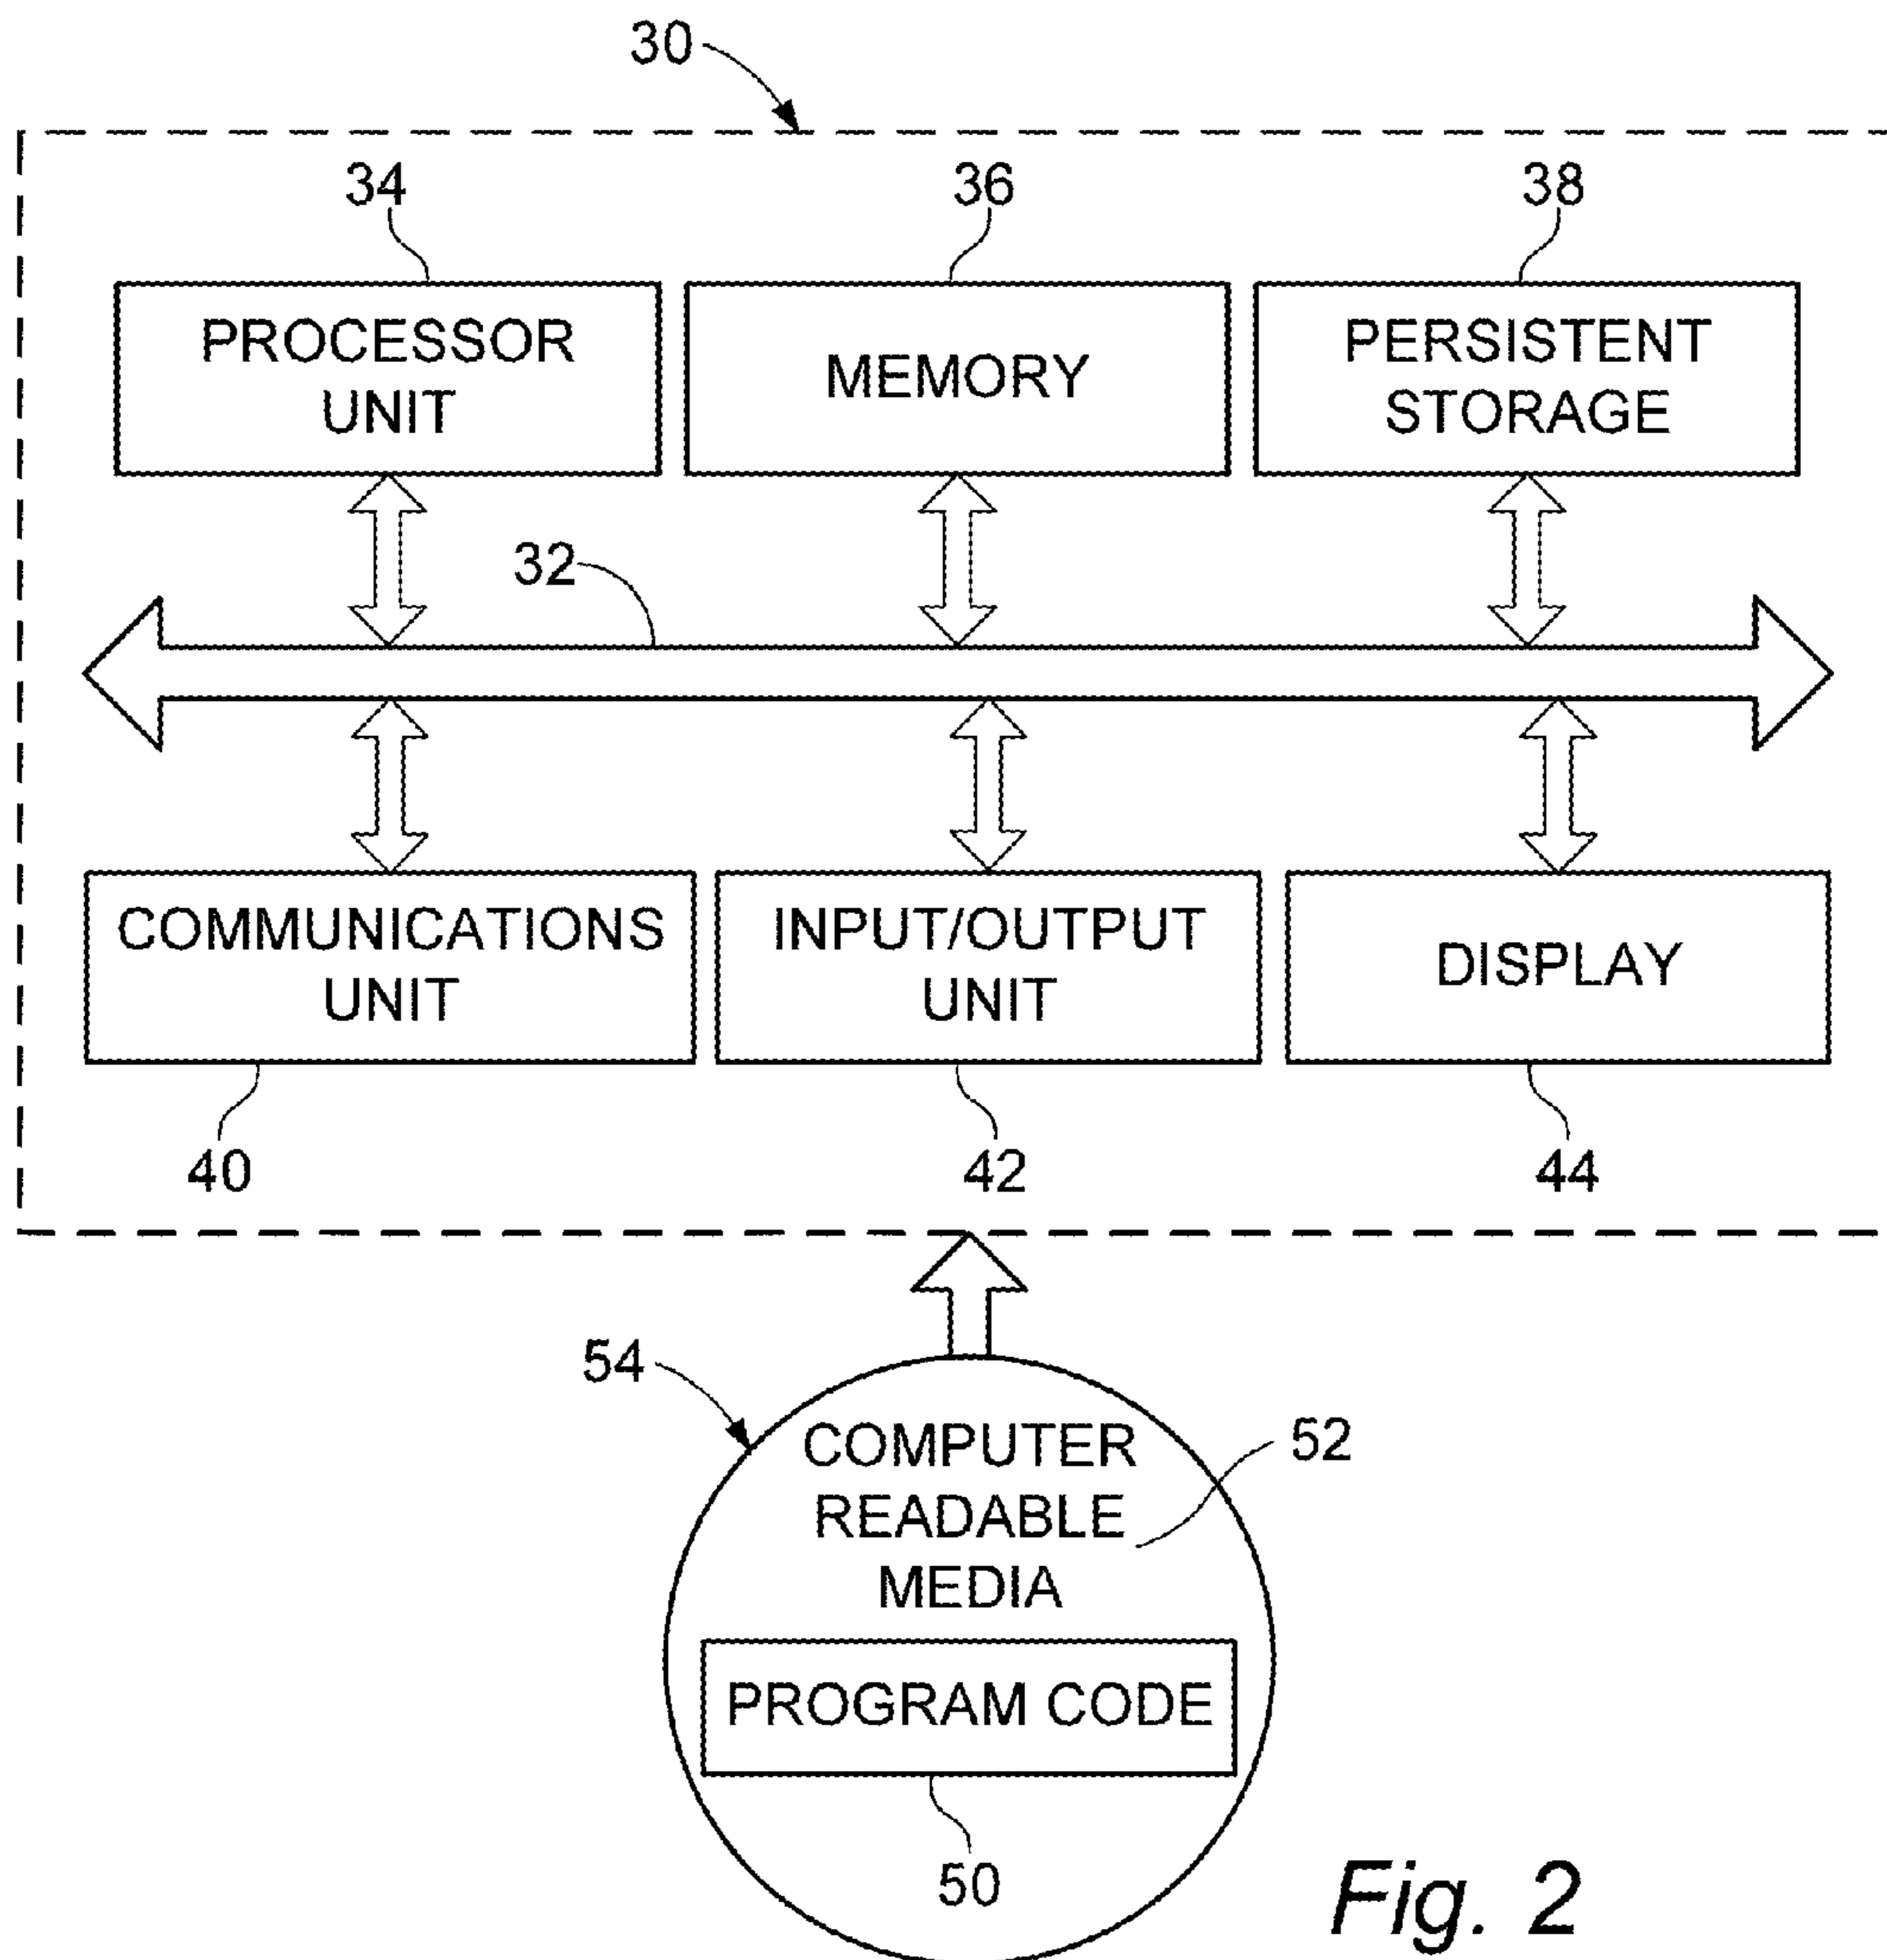 30
34
36
38
PROCESSOR
UNIT
MEMORY
PERSISTENT
STORAGE
32
COMMUNICATIONS
UNIT
INPUT/OUTPUT
UNIT
DISPLAY
40
42
44
54
COMPUTER
READABLE
MEDIA
52
PROGRAM CODE
50
Fig. 2